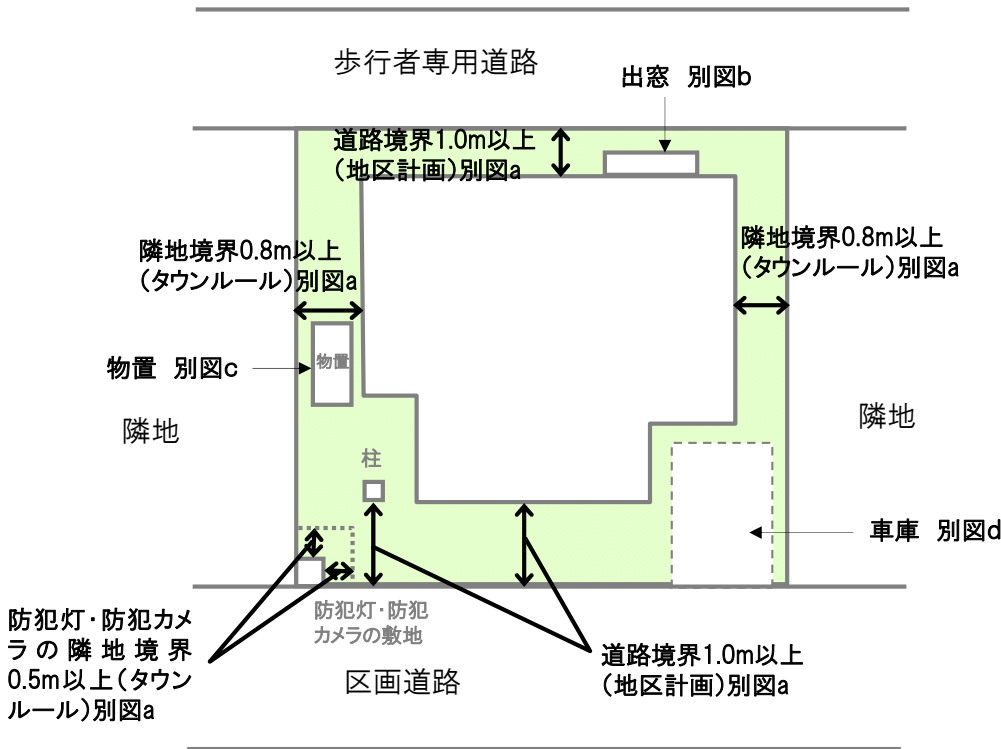 歩行者専用道路
出窓　別図b
道路境界1.0m以上
(地区計画)別図a
隣地境界0.8m以上
(タウンルール)別図a
隣地境界0.8m以上
(タウンルール)別図a
物置　別図c
物置
隣地
隣地
柱
車庫　別図d
防犯灯・防犯カメ
ラの隣地境界
0.5m以上(タウン
ルール)別図a
防犯灯・防犯
カメラの敷地
道路境界1.0m以上
(地区計画)別図a
区画道路